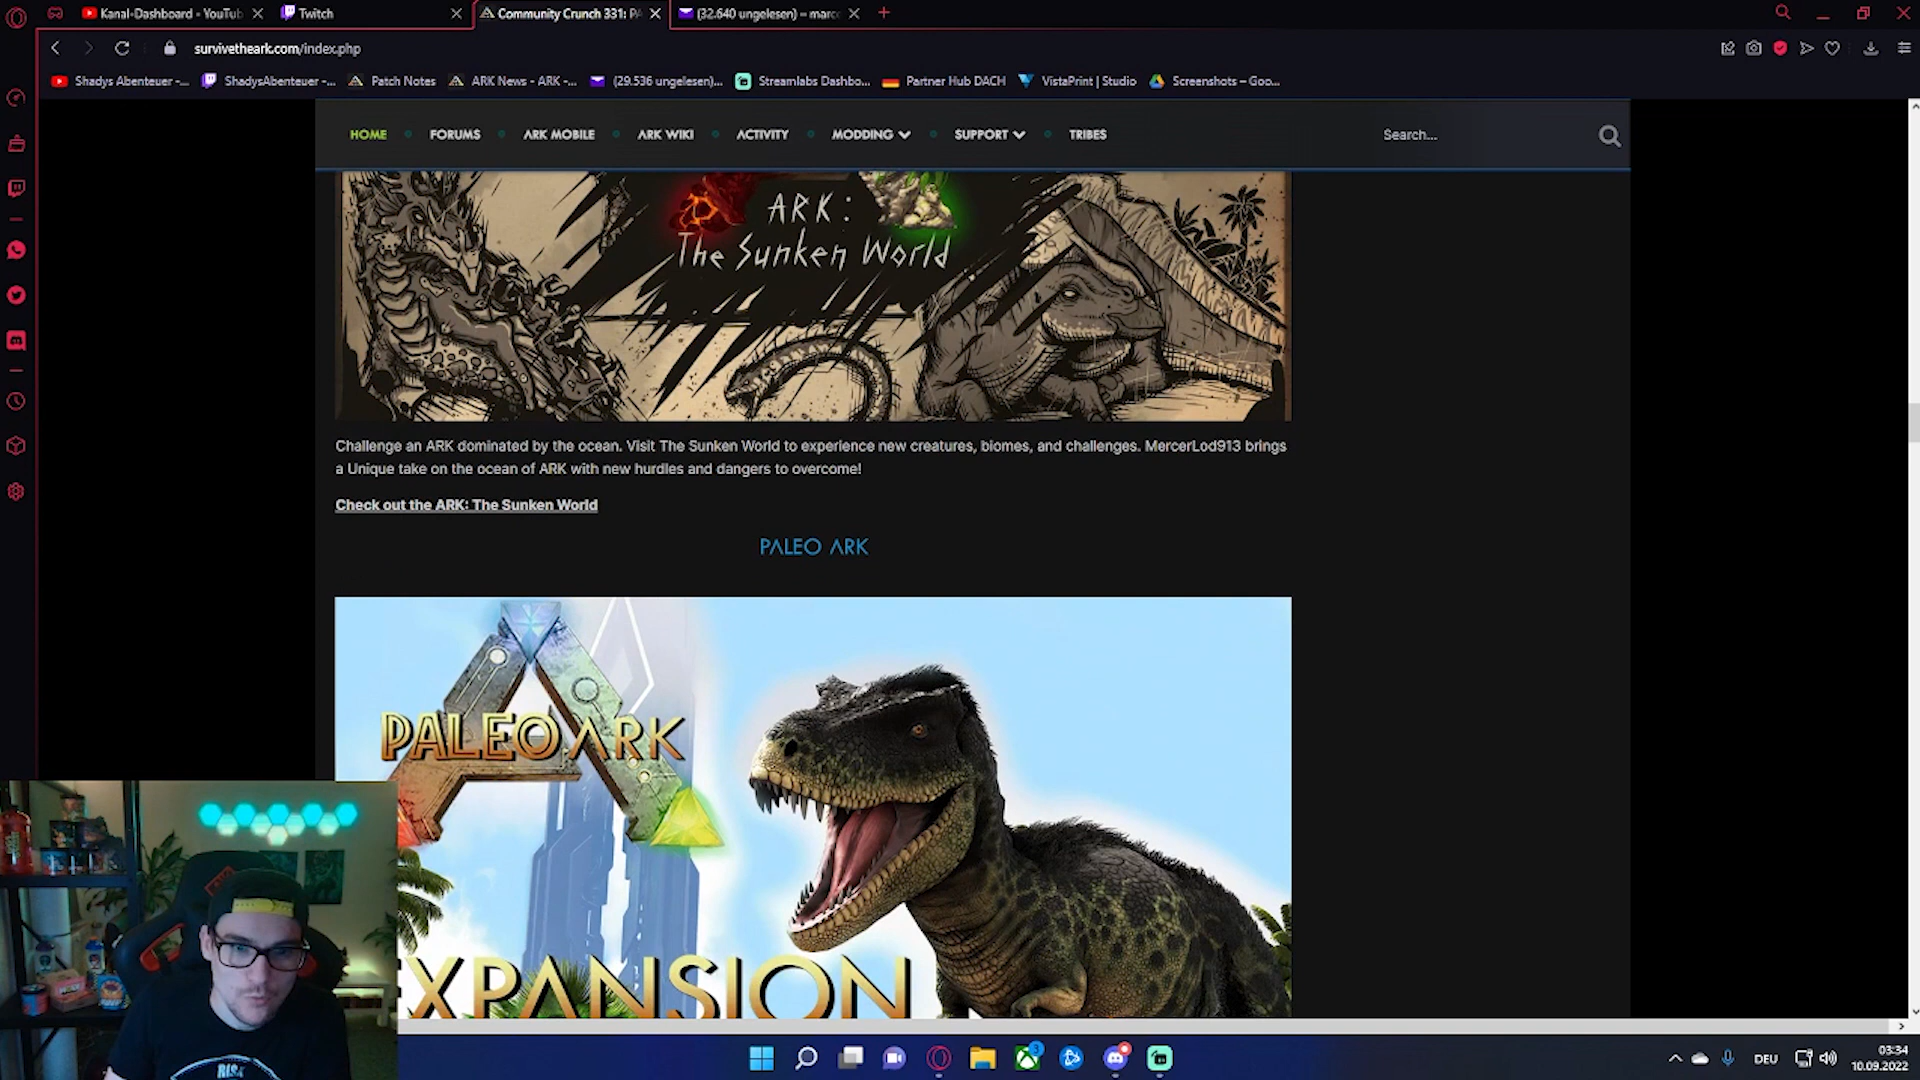 Kanal-Dashboard - YouTub
Twitch
Community Crunch 331: PA
(32.640 ungelesen) – marc
survivetheark.com/index.php
Shadys Abenteuer -...
ShadysAbenteuer -...
Patch Notes
ARK News - ARK -...
(29.536 ungelesen)...
Streamlabs Dashbo...
Partner Hub DACH
VistaPrint | Studio
Screenshots – Goo...
HOME
FORUMS
ARK MOBILE
ARK WIKI
ACTIVITY
MODDING
SUPPORT
TRIBES
Search...
ARK:
The Sunken World
Challenge an ARK dominated by the ocean. Visit The Sunken World to experience new creatures, biomes, and challenges. MercerLod913 brings
a Unique take on the ocean of ARK with new hurdles and dangers to overcome!
Check out the ARK: The Sunken World
PALEO ARK
PALEO ARK
EXPANSION
DEU
03:34
10.09.2022